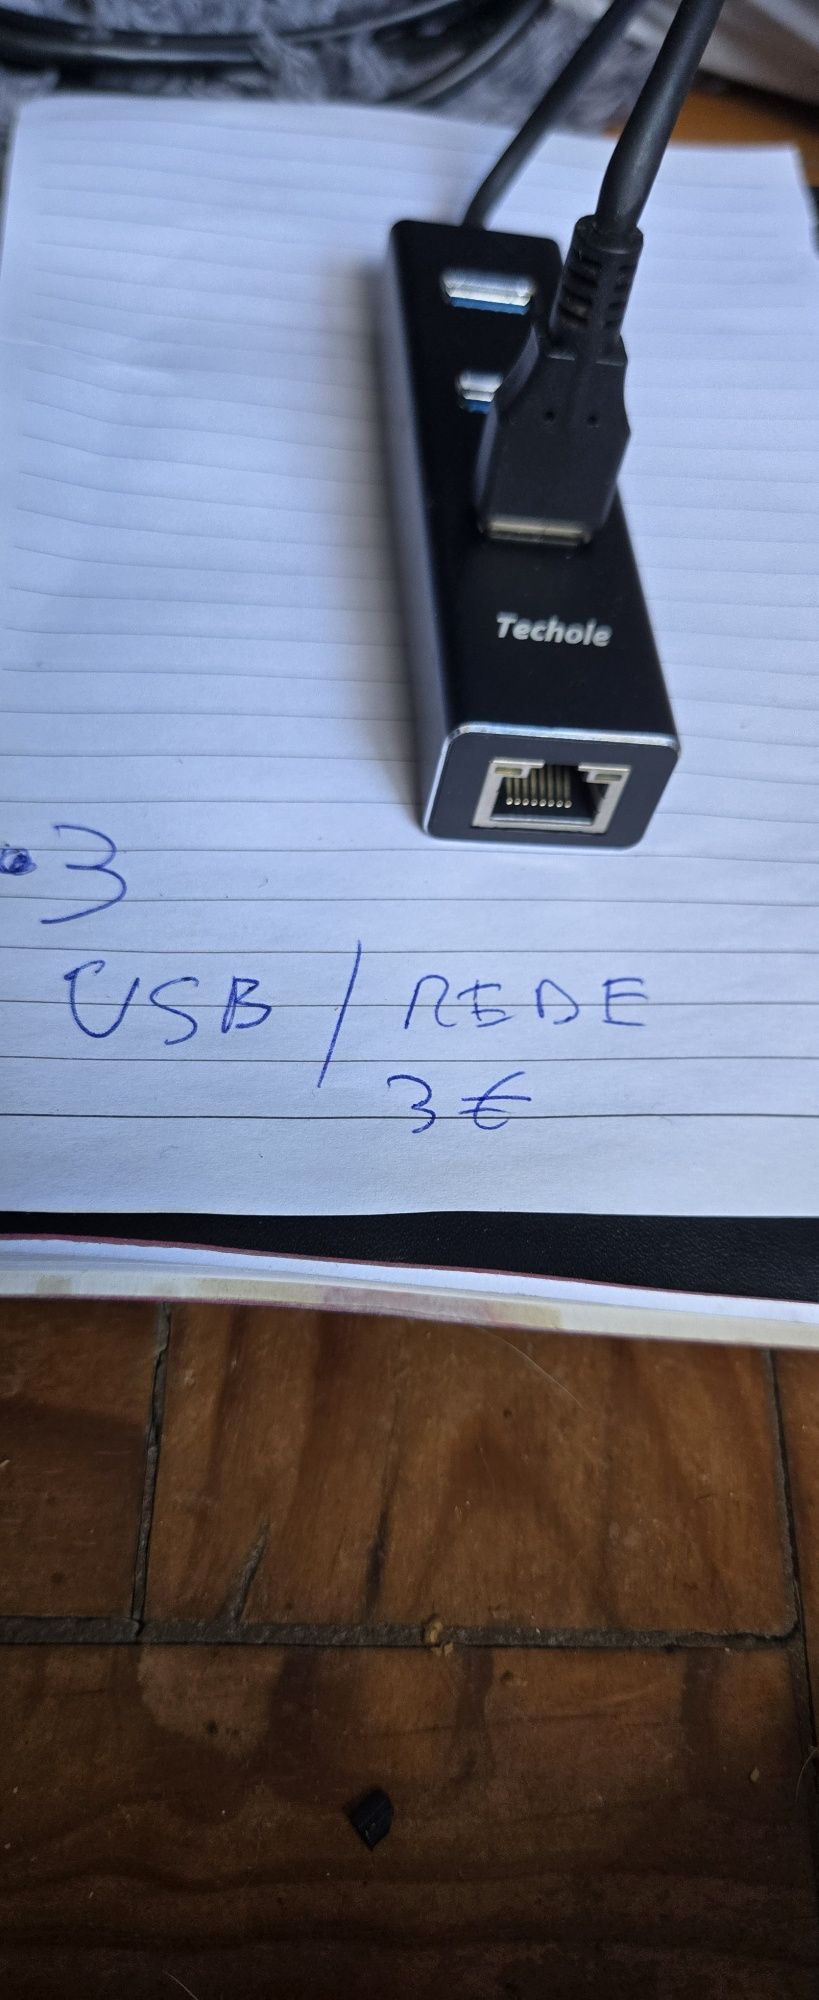 Techole
•3
USB / REDE
3€